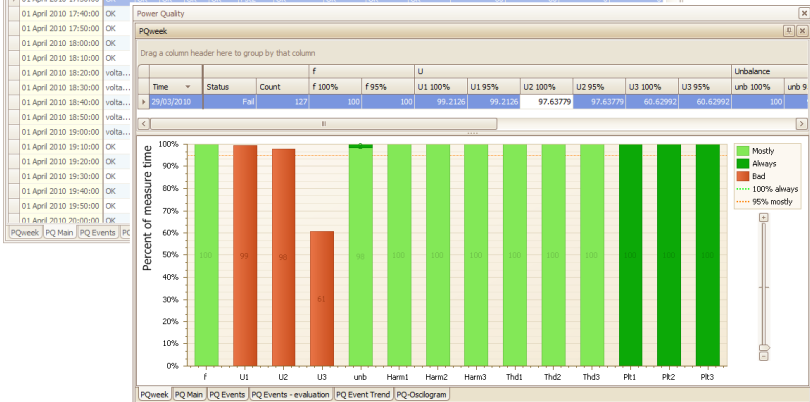 01 April 2010 17:40:00 OK
01 April 2010 17:50:00 OK
01 April 2010 18:00:00 OK
01 April 2010 18:10:00 OK
01 April 2010 18:20:00 volta...
01 April 2010 18:30:00 volta...
01 April 2010 18:40:00 volta...
01 April 2010 18:50:00 volta...
01 April 2010 19:00:00 volta...
01 April 2010 19:10:00 OK
01 April 2010 19:20:00 OK
01 April 2010 19:30:00 OK
01 April 2010 19:40:00 OK
01 April 2010 19:50:00 OK
01 April 2010 20:00:00 OK
PQweek PQ Main PQ Events
Power Quality
PQweek
Drag a column header here to group by that column
f U Unbalance
Time Status Count f 100% f 95% U1 100% U1 95% U2 100% U2 95% U3 100% U3 95% unb 100% unb 9
29/03/2010 Fail 127 100 100 99.2126 99.2126 97.63779 97.63779 60.62992 60.62992 100
Percent of measure time
100%
90%
80%
70%
60%
50%
40%
30%
20%
10%
0%
100 99 98 61 98 100 100 100 100 100 100 100 100 100
f U1 U2 U3 unb Harm1 Harm2 Harm3 Thd1 Thd2 Thd3 Plt1 Plt2 Plt3
Mostly
Always
Bad
100% always
95% mostly
PQweek PQ Main PQ Events PQ Events - evaluation PQ Event Trend PQ-Oscilogram